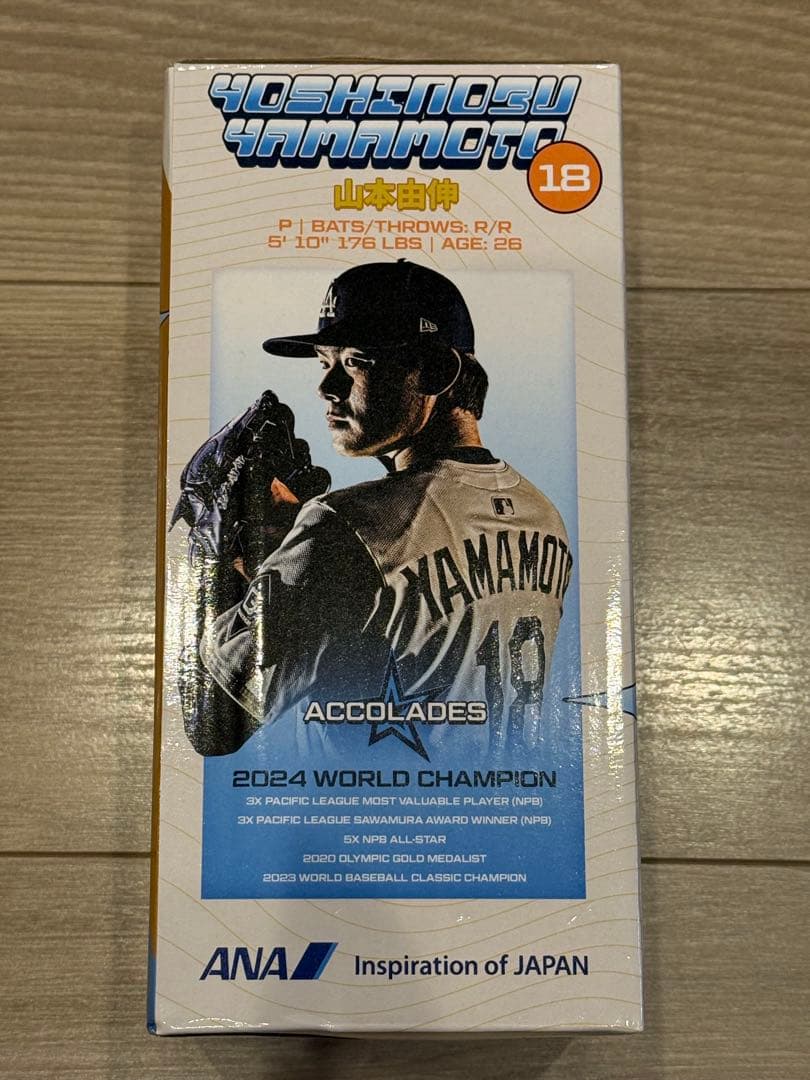 YOSHINOBU
YAMAMOTO
18
山本由伸
P | BATS/THROWS: R/R
5' 10" 176 LBS | AGE: 26
LA
YAMAMOTO
18
ACCOLADES
2024 WORLD CHAMPION
3X PACIFIC LEAGUE MOST VALUABLE PLAYER (NPB)
3X PACIFIC LEAGUE SAWAMURA AWARD WINNER (NPB)
5X NPB ALL-STAR
2020 OLYMPIC GOLD MEDALIST
2023 WORLD BASEBALL CLASSIC CHAMPION
ANA Inspiration of JAPAN